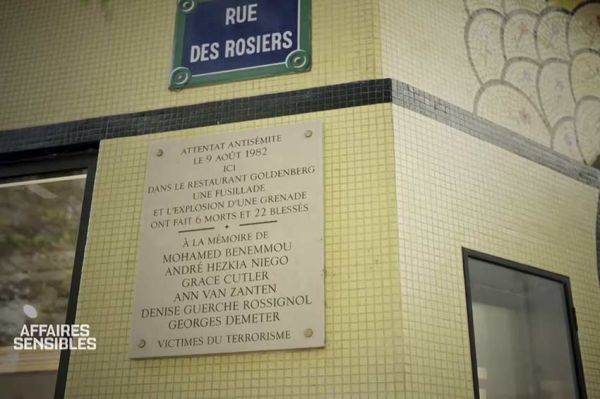 RUE
DES ROSIERS
ATTENTAT ANTISÉMITE
LE 9 AOÛT 1982
ICI
DANS LE RESTAURANT GOLDENBERG
UNE FUSILLADE
ET L'EXPLOSION D'UNE GRENADE
ONT FAIT 6 MORTS ET 22 BLESSÉS
À LA MÉMOIRE DE
MOHAMED BENEMMOU
ANDRÉ HEZKIA NIEGO
GRACE CUTLER
ANN VAN ZANTEN
DENISE GUERCHE ROSSIGNOL
GEORGES DEMETER
VICTIMES DU TERRORISME
AFFAIRES
SENSIBLES